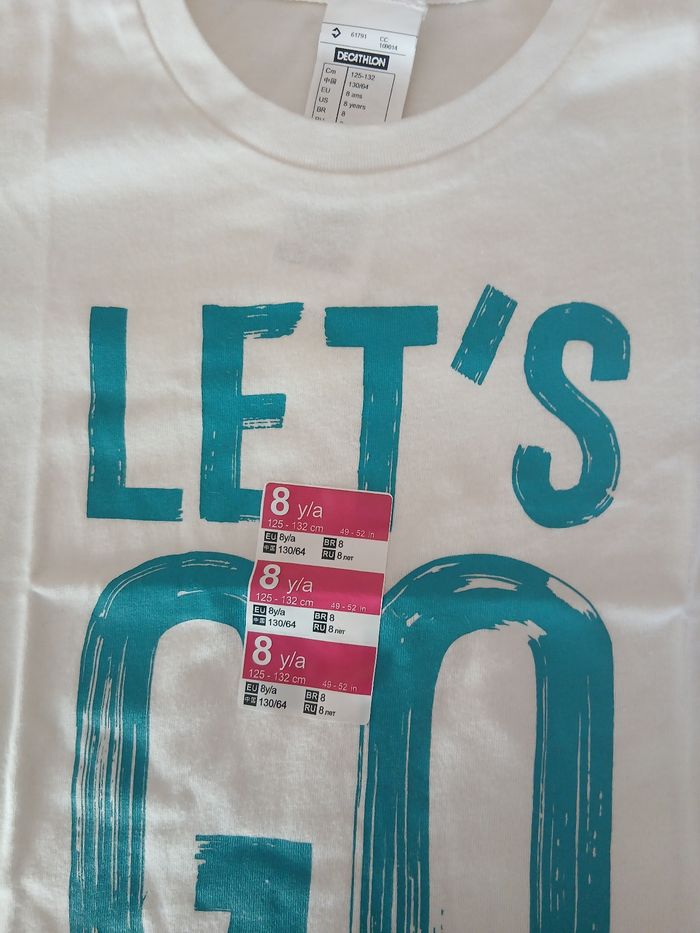 61791 CC
109014
DECATHLON
Cm 125-132
中国 130/64
EU 8 ans
US 8 years
BR 8
LET'S
GO
8 y/a
125 - 132 cm 49 - 52 in
EU 8y/a BR 8
中国 130/64 RU 8 лет
8 y/a
125 - 132 cm 49 - 52 in
EU 8y/a BR 8
中国 130/64 RU 8 лет
8 y/a
125 - 132 cm 49 - 52 in
EU 8y/a BR 8
中国 130/64 RU 8 лет